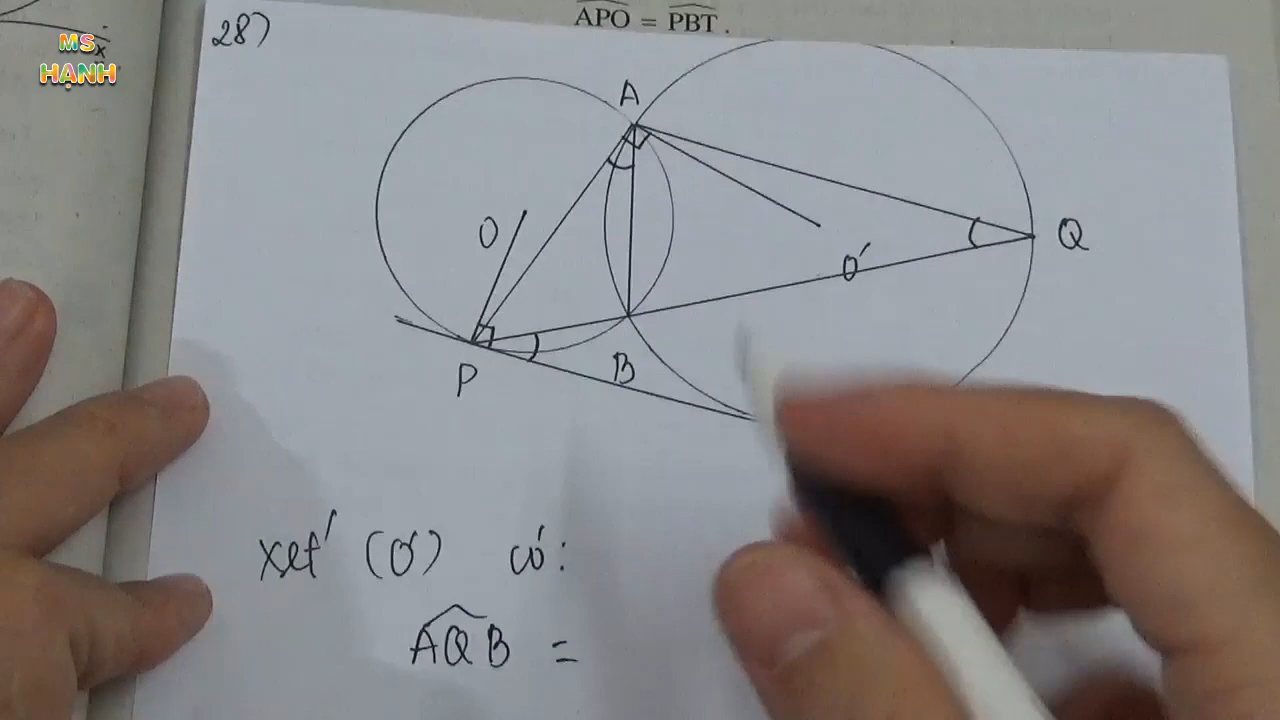 MS
HẠNH
x
APO = PBT.
28)
A
O
O'
Q
P
B
xét (O') có:
AQB =